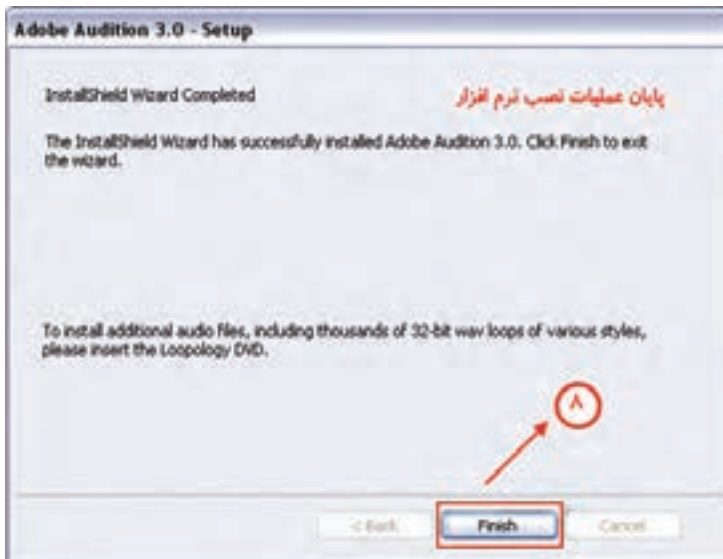 Adobe Audition 3.0 - Setup
InstallShield Wizard Completed
پایان عملیات نصب نرم افزار
The InstallShield Wizard has successfully installed Adobe Audition 3.0. Click Finish to exit
the wizard.
To install additional audio files, including thousands of 32-bit wav loops of various styles,
please insert the Loopology DVD.
۸
< Back
Finish
Cancel